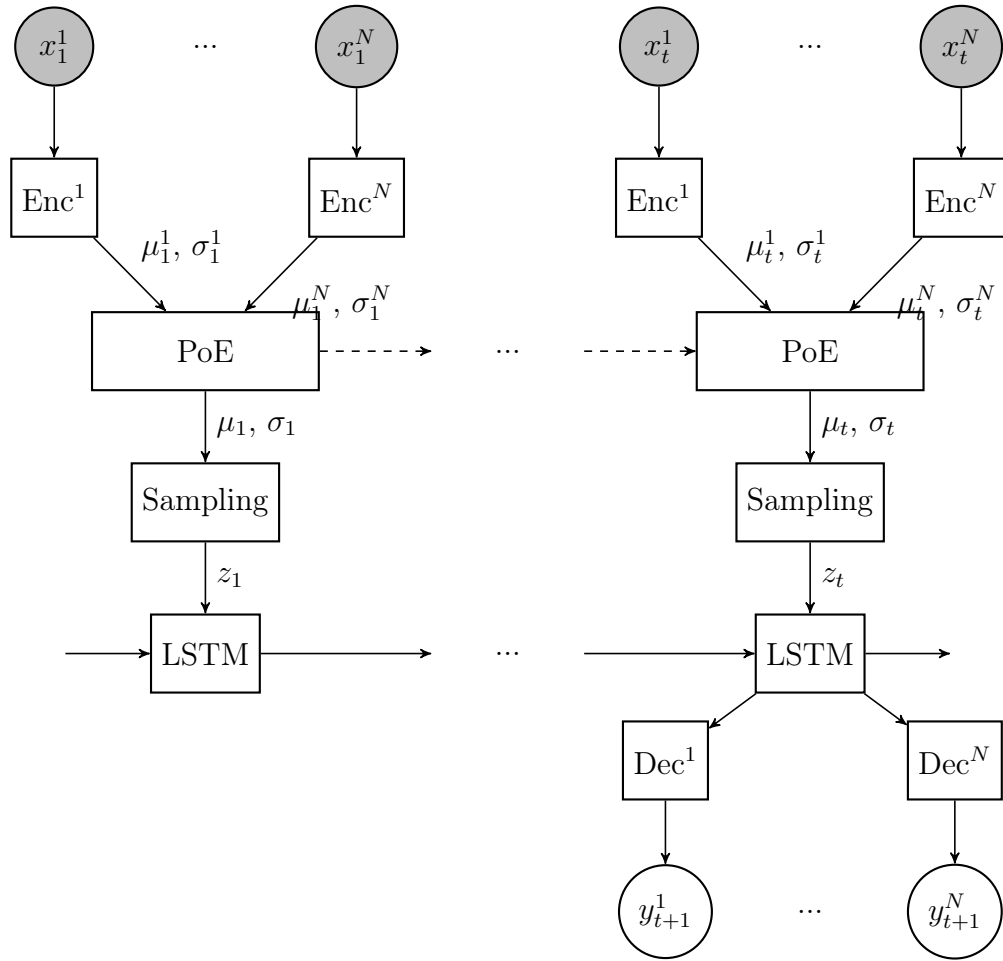 x_1^1 ... x_1^N x_t^1 ... x_t^N
Enc^1 Enc^N Enc^1 Enc^N
μ_1^1, σ_1^1 μ_t^1, σ_t^1
μ_1^N, σ_1^N μ_t^N, σ_t^N
PoE ... PoE
μ_1, σ_1 μ_t, σ_t
Sampling Sampling
z_1 z_t
LSTM ... LSTM
Dec^1 Dec^N
y_{t+1}^1 ... y_{t+1}^N